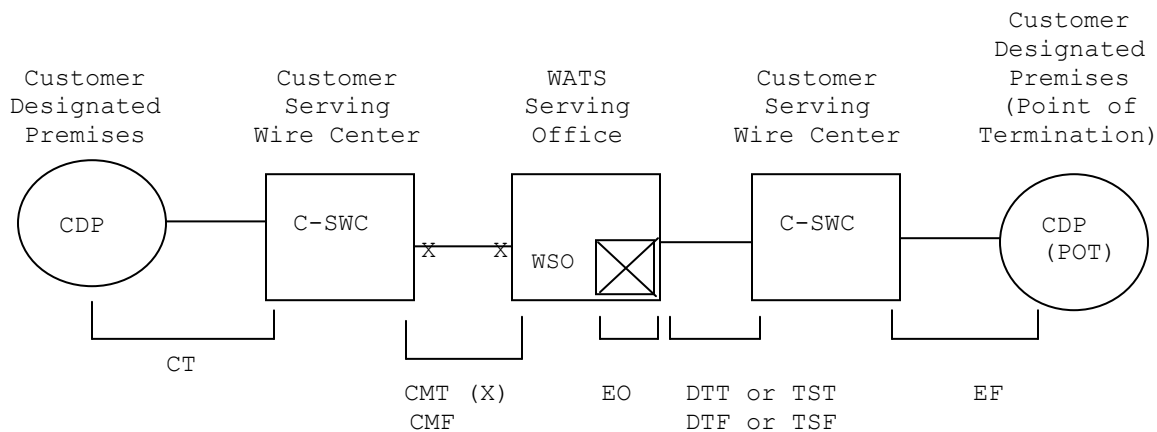 Customer
Designated
Premises
Customer
Serving
Wire Center
WATS
Serving
Office
Customer
Serving
Wire Center
Customer
Designated
Premises
(Point of
Termination)
CDP
C-SWC
X
X
WSO
C-SWC
CDP
(POT)
CT
CMT (X)
CMF
EO
DTT or TST
DTF or TSF
EF